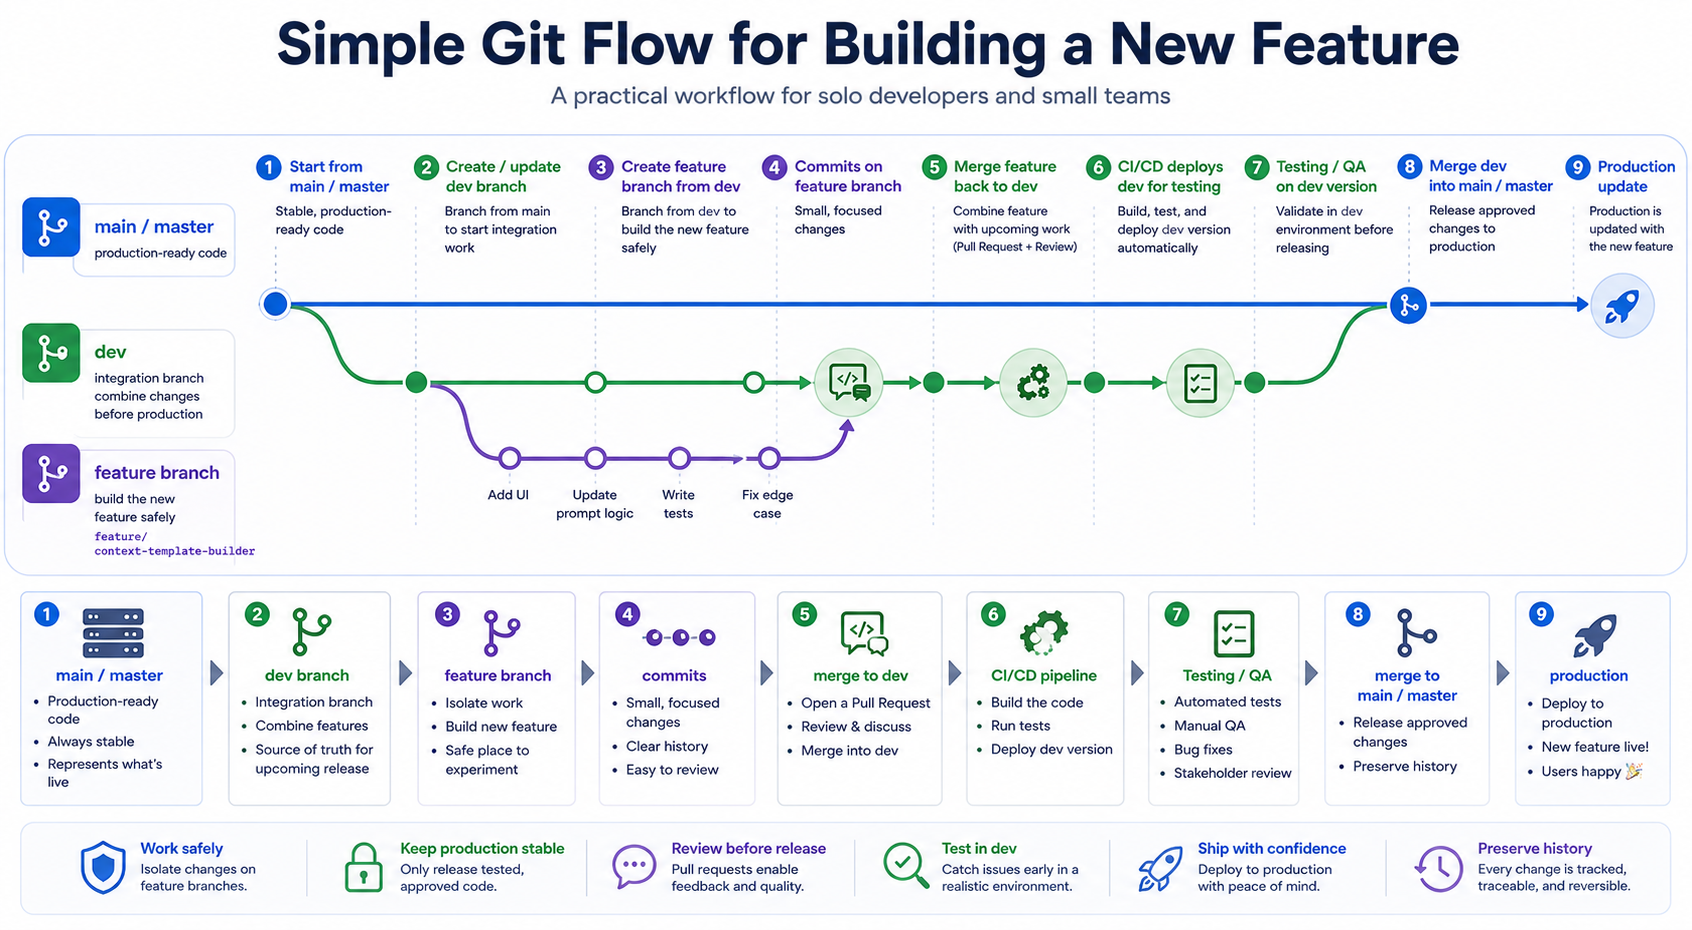 Simple Git Flow for Building a New Feature
A practical workflow for solo developers and small teams
main / master
production-ready code
dev
integration branch
combine changes
before production
feature branch
build the new
feature safely
feature/
context-template-builder
1 Start from
main / master
Stable, production-
ready code
2 Create / update
dev branch
Branch from main
to start integration
work
3 Create feature
branch from dev
Branch from dev to
build the new feature
safely
4 Commits on
feature branch
Small, focused
changes
5 Merge feature
back to dev
Combine feature
with upcoming work
(Pull Request + Review)
6 CI/CD deploys
dev for testing
Build, test, and
deploy dev version
automatically
7 Testing / QA
on dev version
Validate in dev
environment before
releasing
8 Merge dev
into main / master
Release approved
changes to
production
9 Production
update
Production is
updated with
the new feature
</>
Add UI
Update
prompt logic
Write
tests
Fix edge
case
1
main / master
• Production-ready
code
• Always stable
• Represents what's
live
2
dev branch
• Integration branch
• Combine features
• Source of truth for
upcoming release
3
feature branch
• Isolate work
• Build new feature
• Safe place to
experiment
4
commits
• Small, focused
changes
• Clear history
• Easy to review
5
</>
merge to dev
• Open a Pull Request
• Review & discuss
• Merge into dev
6
CI/CD pipeline
• Build the code
• Run tests
• Deploy dev version
7
Testing / QA
• Automated tests
• Manual QA
• Bug fixes
• Stakeholder review
8
merge to
main / master
• Release approved
changes
• Preserve history
9
production
• Deploy to
production
• New feature live!
• Users happy 🎉
Work safely
Isolate changes on
feature branches.
Keep production stable
Only release tested,
approved code.
Review before release
Pull requests enable
feedback and quality.
Test in dev
Catch issues early in a
realistic environment.
Ship with confidence
Deploy to production
with peace of mind.
Preserve history
Every change is tracked,
traceable, and reversible.